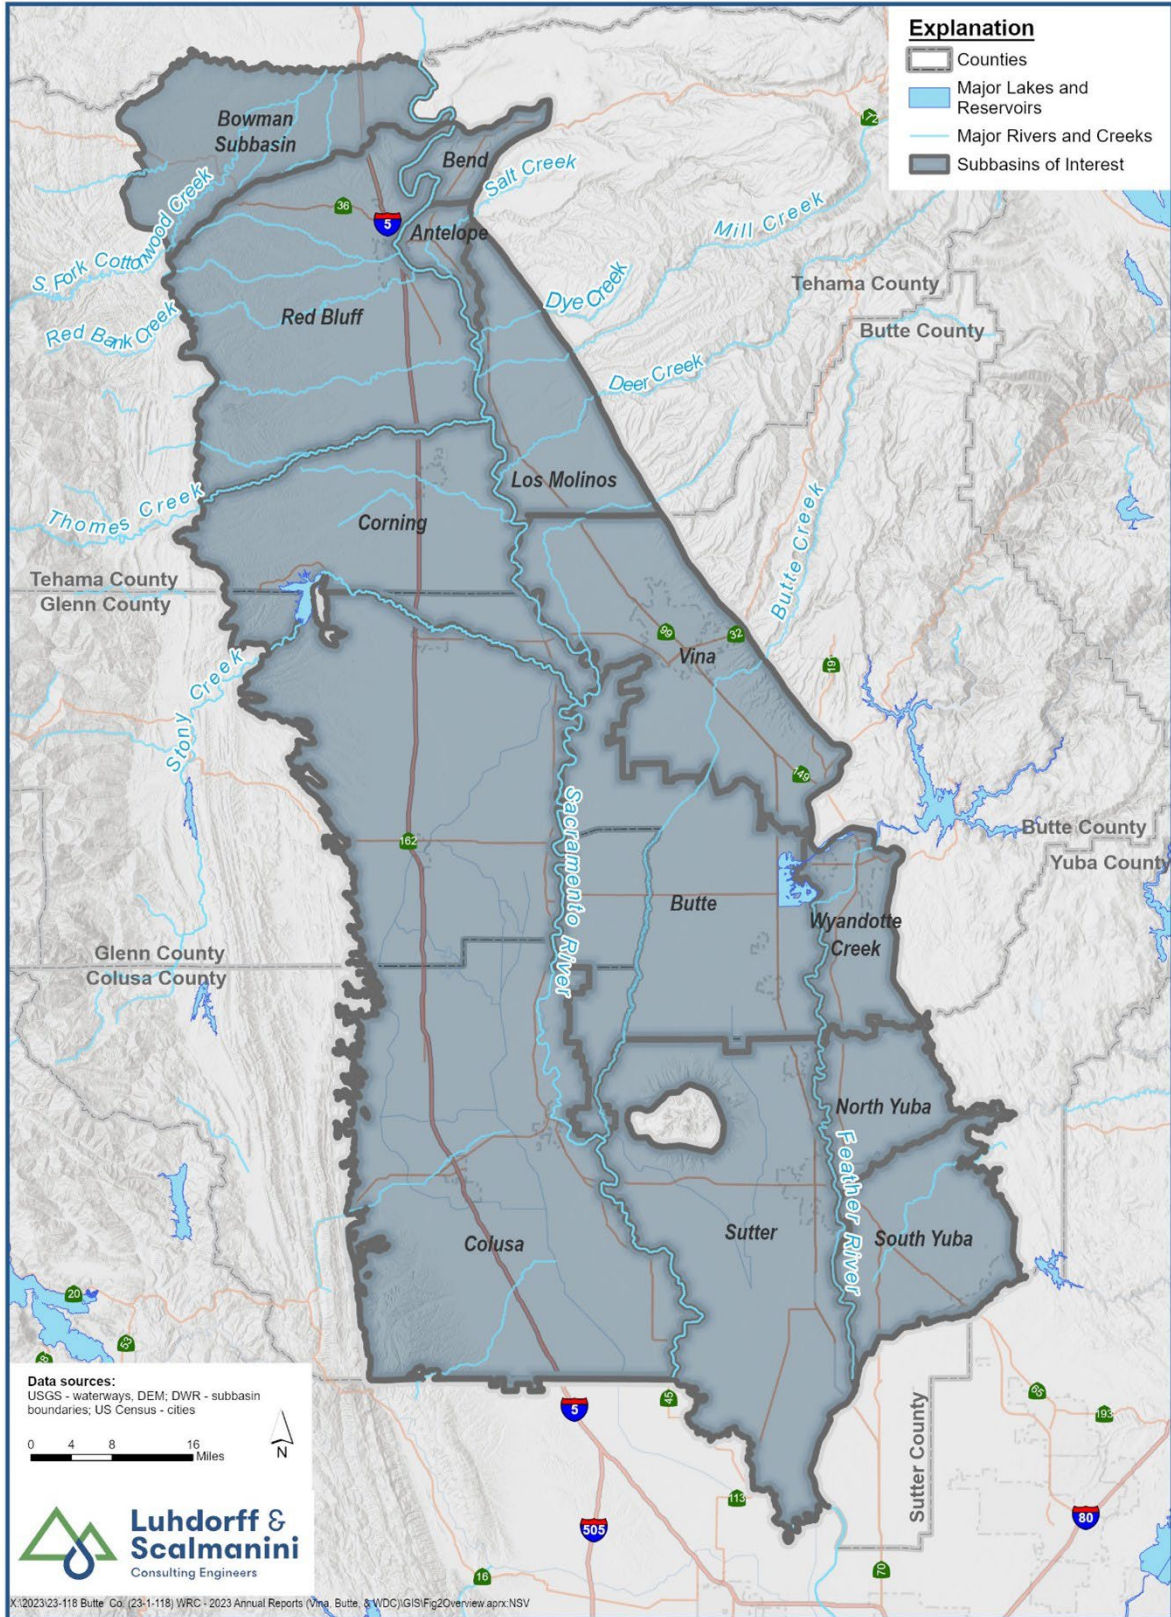 Explanation
Counties
Major Lakes and
Reservoirs
Major Rivers and Creeks
Subbasins of Interest
Bowman
Subbasin
Bend
Salt Creek
36
5
Antelope
S. Fork Cottonwood Creek
Mill Creek
172
Dye Creek
Tehama County
Butte County
Red Bluff
Red Bank Creek
Deer Creek
Los Molinos
Thomes Creek
Corning
Butte Creek
Tehama County
Glenn County
99
32
Vina
191
Stony Creek
149
Sacramento River
162
Butte County
Yuba County
Butte
Wyandotte
Creek
Glenn County
Colusa County
North Yuba
Feather River
Colusa
Sutter
South Yuba
20
53
Data sources:
USGS - waterways, DEM; DWR - subbasin
boundaries; US Census - cities
0 4 8 16
Miles
N
5
45
65
193
Sutter County
113
505
80
70
16
Luhdorff &
Scalmanini
Consulting Engineers
X:\2023\23-118 Butte Co. (23-1-118) WRC - 2023 Annual Reports (Vina, Butte, & WDC)\GIS\Fig2Overview.aprx:NSV